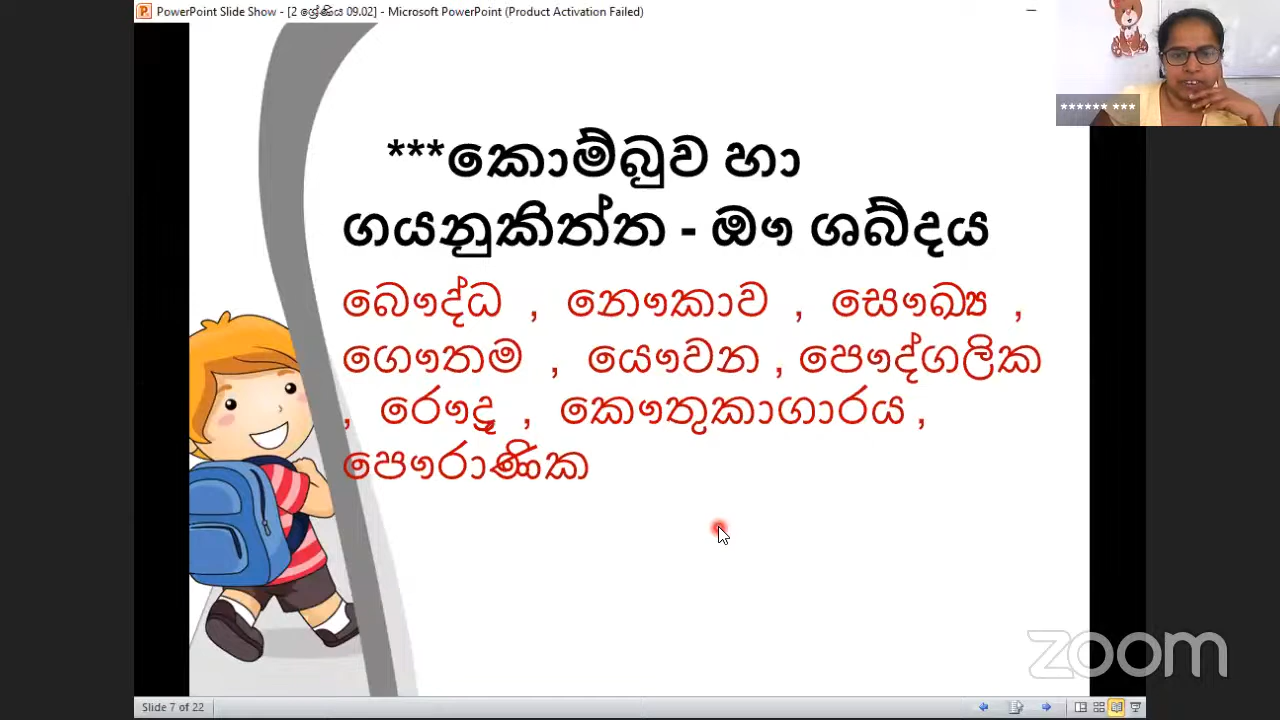 PowerPoint Slide Show - [2 ශ්‍රේණිය 09.02] - Microsoft PowerPoint (Product Activation Failed)
****** ***
***කොම්බුව හා
ගයනුකිත්ත - ඖ ශබ්දය
බෞද්ධ , නෞකාව , සෞඛ්‍ය ,
ගෞතම , යෞවන , පෞද්ගලික
, රෞද්‍ර , කෞතුකාගාරය ,
පෞරාණික
zoom
Slide 7 of 22